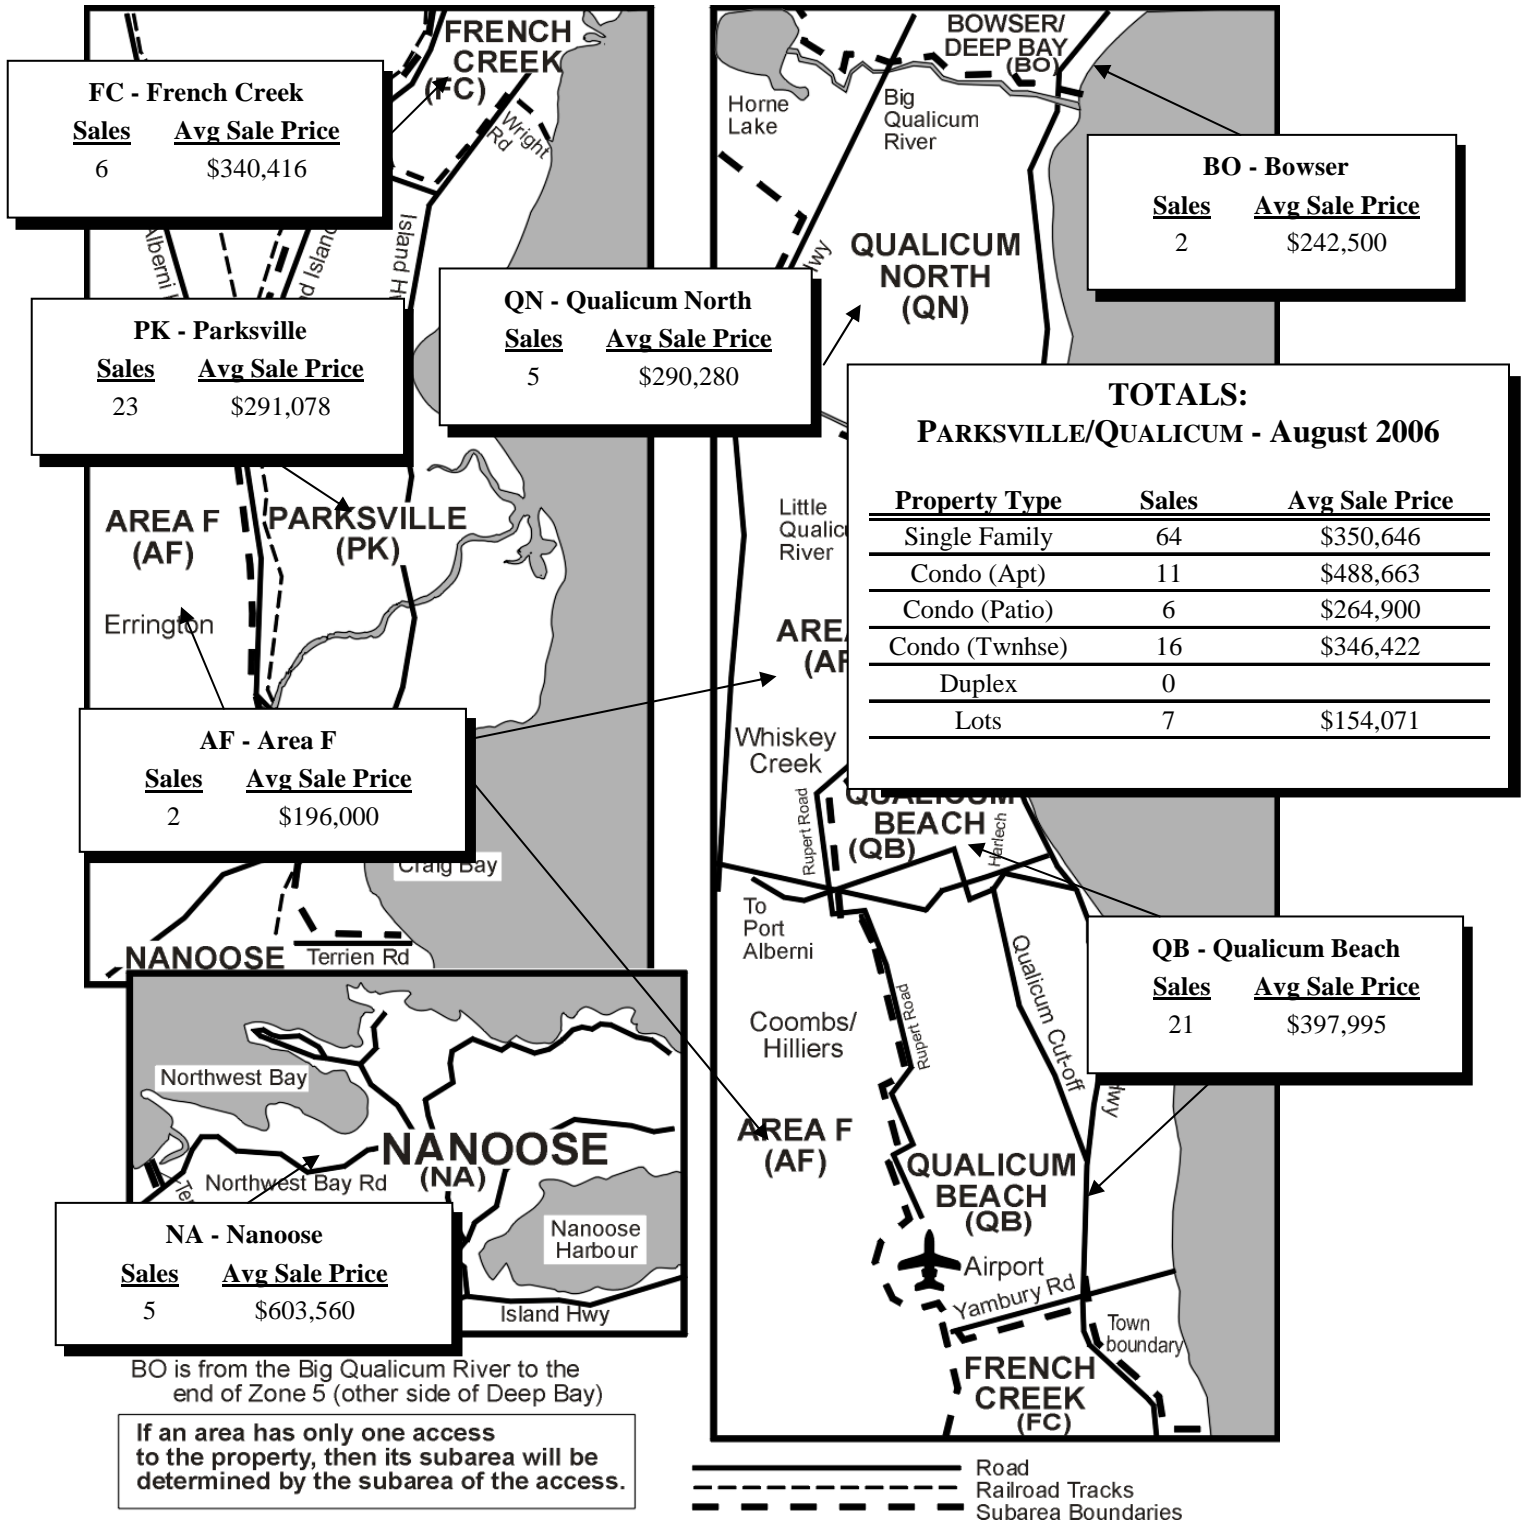 FRENCH
CREEK
(FC)
FC - French Creek
Sales Avg Sale Price
6 $340,416
Wright
Rd
Alberni
d Island
Island H
PK - Parksville
Sales Avg Sale Price
23 $291,078
QN - Qualicum North
Sales Avg Sale Price
5 $290,280
AREA F
(AF)
PARKSVILLE
(PK)
Errington
AF - Area F
Sales Avg Sale Price
2 $196,000
Craig Bay
NANOOSE
Terrien Rd
Northwest Bay
NANOOSE
(NA)
Northwest Bay Rd
Ter
Nanoose
Harbour
Island Hwy
NA - Nanoose
Sales Avg Sale Price
5 $603,560
BO is from the Big Qualicum River to the
end of Zone 5 (other side of Deep Bay)
If an area has only one access
to the property, then its subarea will be
determined by the subarea of the access.
BOWSER/
DEEP BAY
(BO)
Horne
Lake
Big
Qualicum
River
BO - Bowser
Sales Avg Sale Price
2 $242,500
QUALICUM
NORTH
(QN)
Hwy
TOTALS:
PARKSVILLE/QUALICUM - August 2006
Property Type Sales Avg Sale Price
Single Family 64 $350,646
Condo (Apt) 11 $488,663
Condo (Patio) 6 $264,900
Condo (Twnhse) 16 $346,422
Duplex 0
Lots 7 $154,071
Little
Qualicu
River
AREA
(AF
Whiskey
Creek
Rupert Road
QUALICUM
BEACH
(QB)
Harlech
To
Port
Alberni
QB - Qualicum Beach
Sales Avg Sale Price
21 $397,995
Qualicum Cut-off
Rupert Road
Coombs/
Hilliers
Hwy
AREA F
(AF)
QUALICUM
BEACH
(QB)
Airport
Yambury Rd
Town
boundary
FRENCH
CREEK
(FC)
Road
Railroad Tracks
Subarea Boundaries